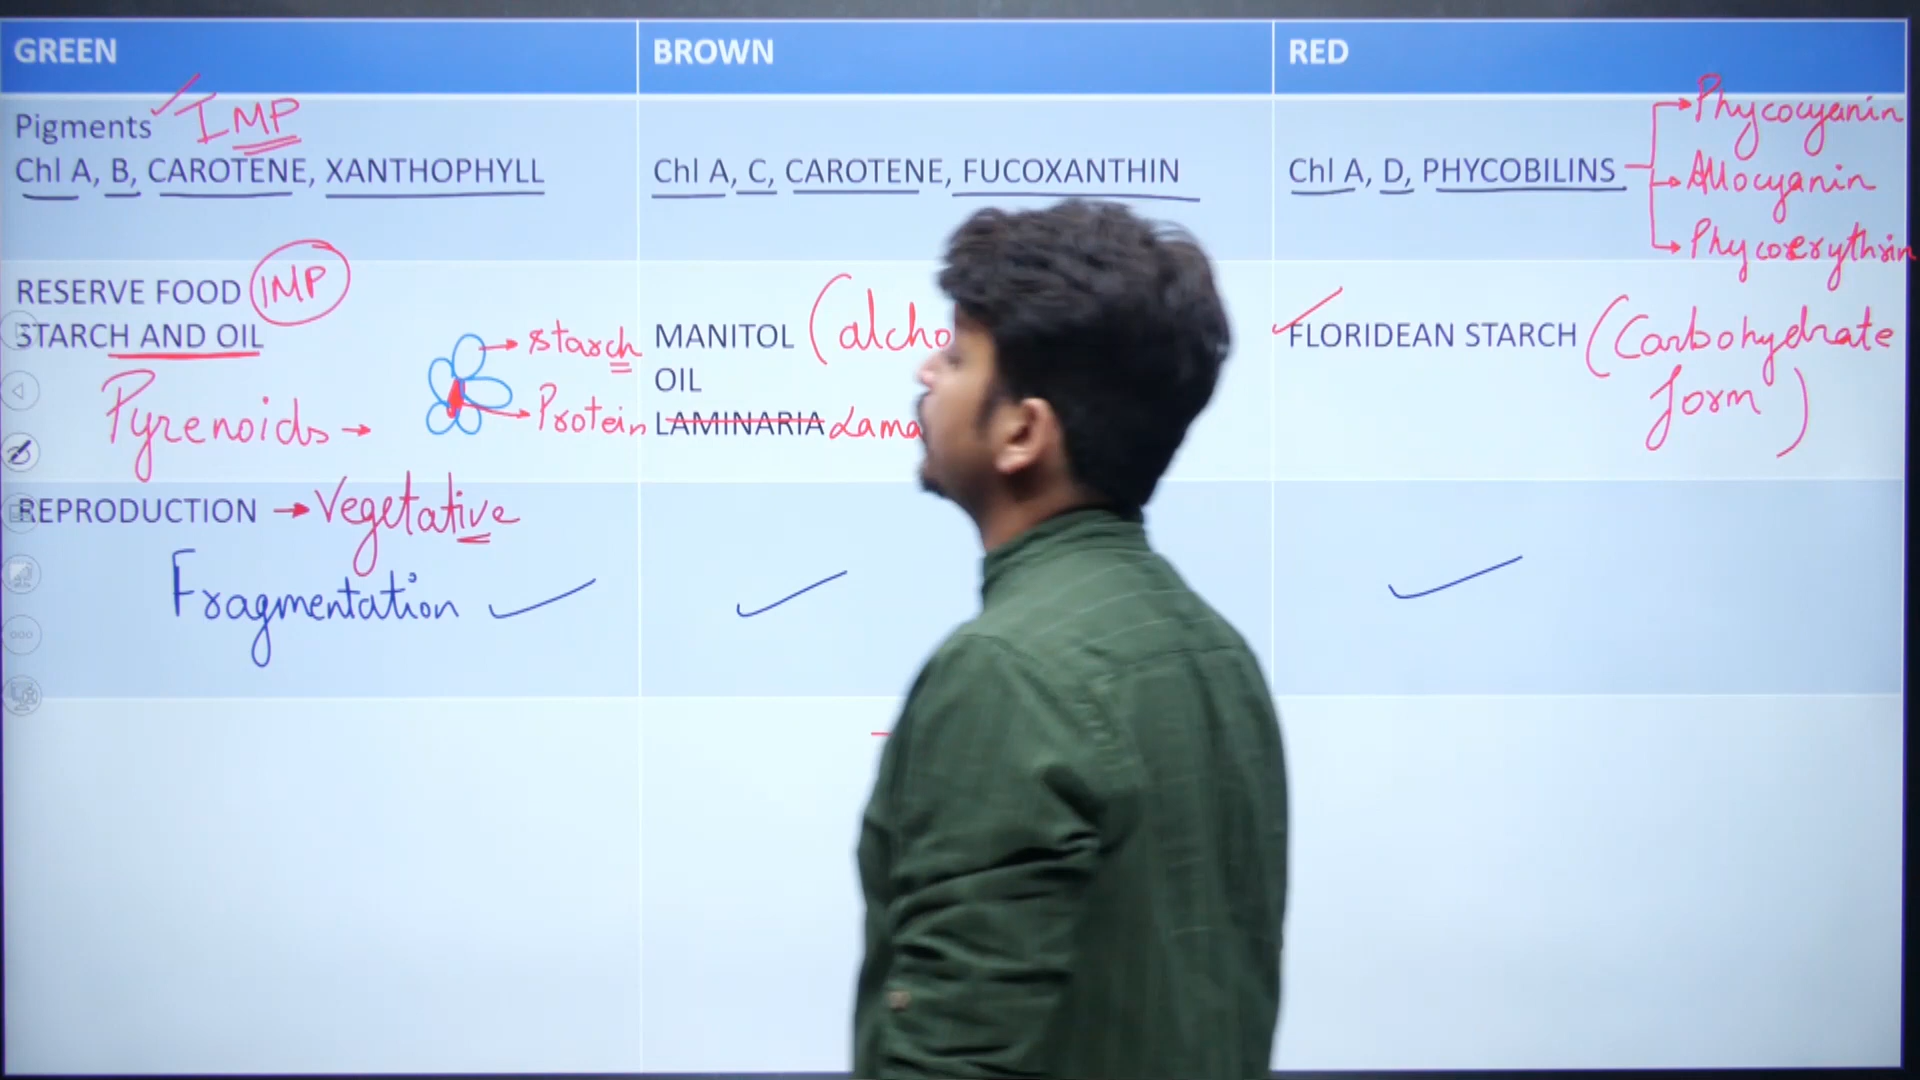 GREEN
BROWN
RED
Pigments IMP
Chl A, B, CAROTENE, XANTHOPHYLL
Chl A, C, CAROTENE, FUCOXANTHIN
Chl A, D, PHYCOBILINS
Phycocyanin
Allocyanin
Phycoerythrin
RESERVE FOOD IMP
STARCH AND OIL
starch
Pyrenoids
Protein
MANITOL (alcho
OIL
LAMINARIA Lama
FLORIDEAN STARCH (Carbohydrate
form)
REPRODUCTION → Vegetative
Fragmentation